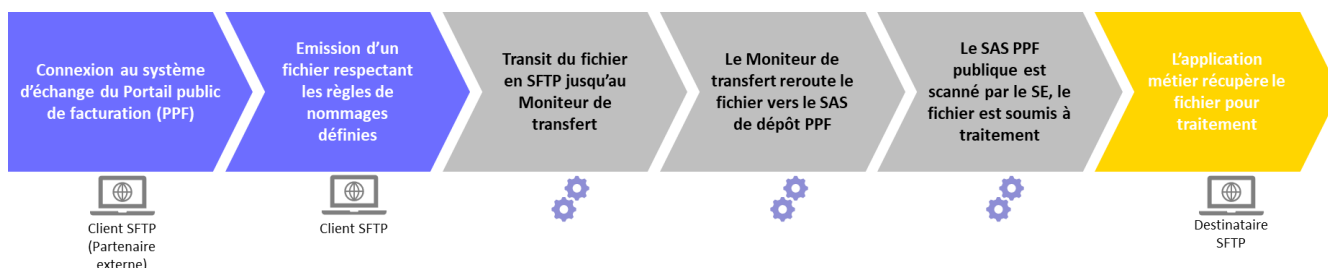 Connexion au système
d’échange du Portail public
de facturation (PPF)
Emission d’un
fichier respectant
les règles de
nommages
définies
Transit du fichier
en SFTP jusqu’au
Moniteur de
transfert
Le Moniteur de
transfert reroute le
fichier vers le SAS
de dépôt PPF
Le SAS PPF
publique est
scanné par le SE, le
fichier est soumis à
traitement
L’application
métier récupère le
fichier pour
traitement
Client SFTP
(Partenaire
externe)
Client SFTP
Destinataire
SFTP